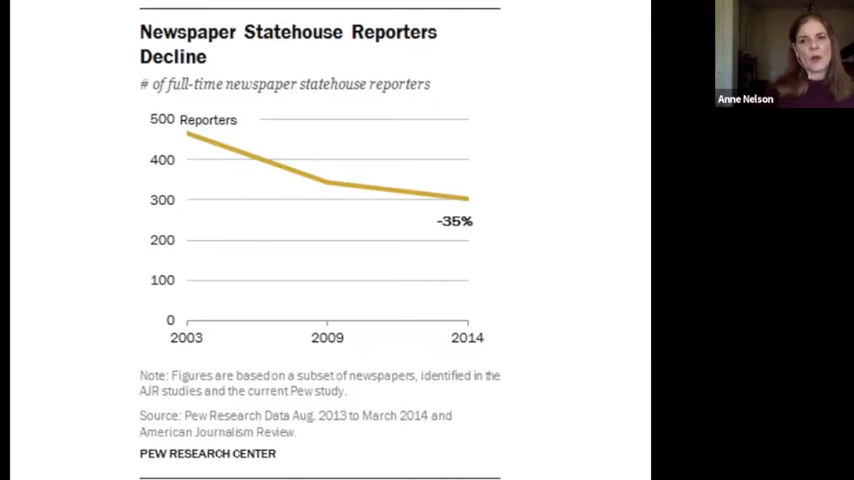 Newspaper Statehouse Reporters
Decline
# of full-time newspaper statehouse reporters
500 Reporters
400
300
-35%
200
100
0
2003 2009 2014
Note: Figures are based on a subset of newspapers, identified in the
AJR studies and the current Pew study.
Source: Pew Research Data Aug. 2013 to March 2014 and
American Journalism Review.
PEW RESEARCH CENTER
Anne Nelson